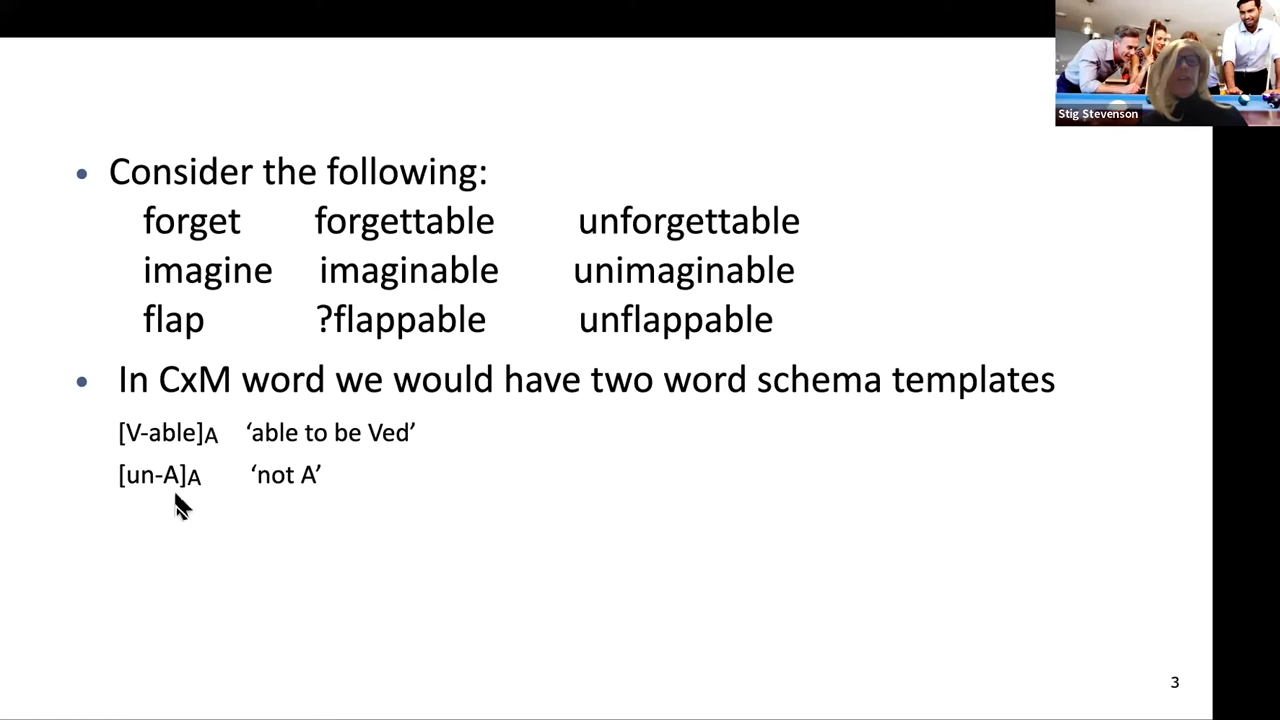 Stig Stevenson
• Consider the following:
forget forgettable unforgettable
imagine imaginable unimaginable
flap ?flappable unflappable
• In CxM word we would have two word schema templates
[V-able]A ‘able to be Ved’
[un-A]A ‘not A’
3